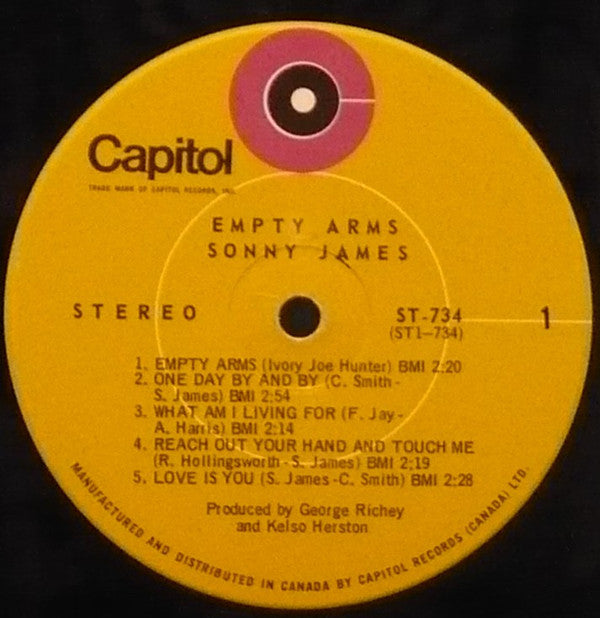 Capitol
TRADE MARK OF CAPITOL RECORDS, INC.
EMPTY ARMS
SONNY JAMES
STEREO
ST-734
(ST1-734)
1
1. EMPTY ARMS (Ivory Joe Hunter) BMI 2:20
2. ONE DAY BY AND BY (C. Smith-
S. James) BMI 2:54
3. WHAT AM I LIVING FOR (F. Jay-
A. Harris) BMI 2:14
4. REACH OUT YOUR HAND AND TOUCH ME
(R. Hollingsworth-S. James) BMI 2:19
5. LOVE IS YOU (S. James-C. Smith) BMI 2:28
Produced by George Richey
and Kelso Herston
MANUFACTURED AND DISTRIBUTED IN CANADA BY CAPITOL RECORDS (CANADA) LTD.